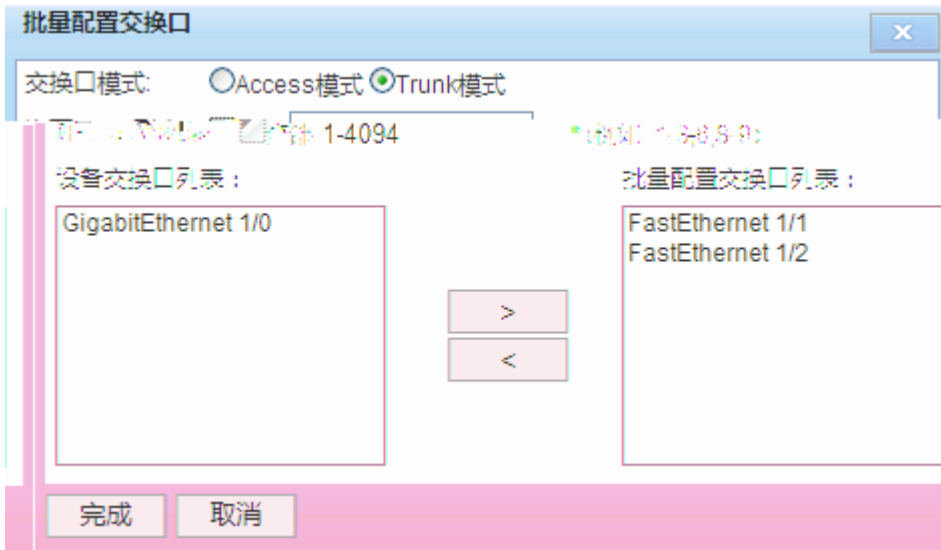 批量配置交换口
交换口模式: Access模式 Trunk模式
1-4094
设备交换口列表: 批量配置交换口列表:
GigabitEthernet 1/0 FastEthernet 1/1
FastEthernet 1/2
>
<
完成 取消